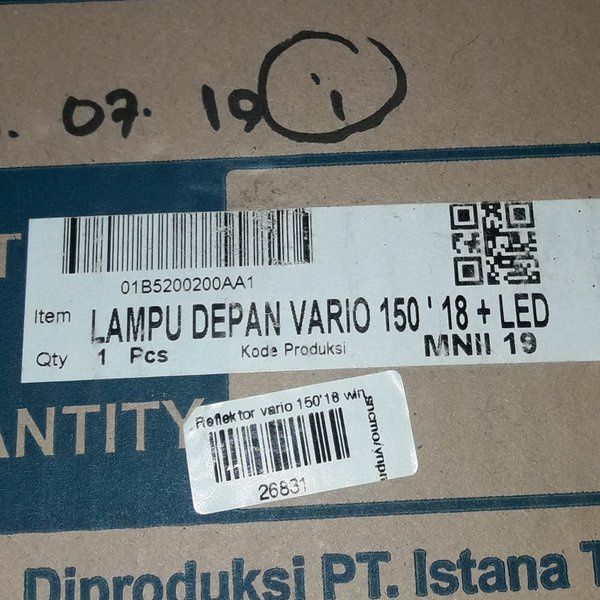 07. 19 i
01B5200200AA1
Item LAMPU DEPAN VARIO 150 ' 18 + LED
Qty 1 Pcs Kode Produksi MNII 19
ANTITY
Reflektor vario 150'18 win
26831
Diproduksi PT. Istana T